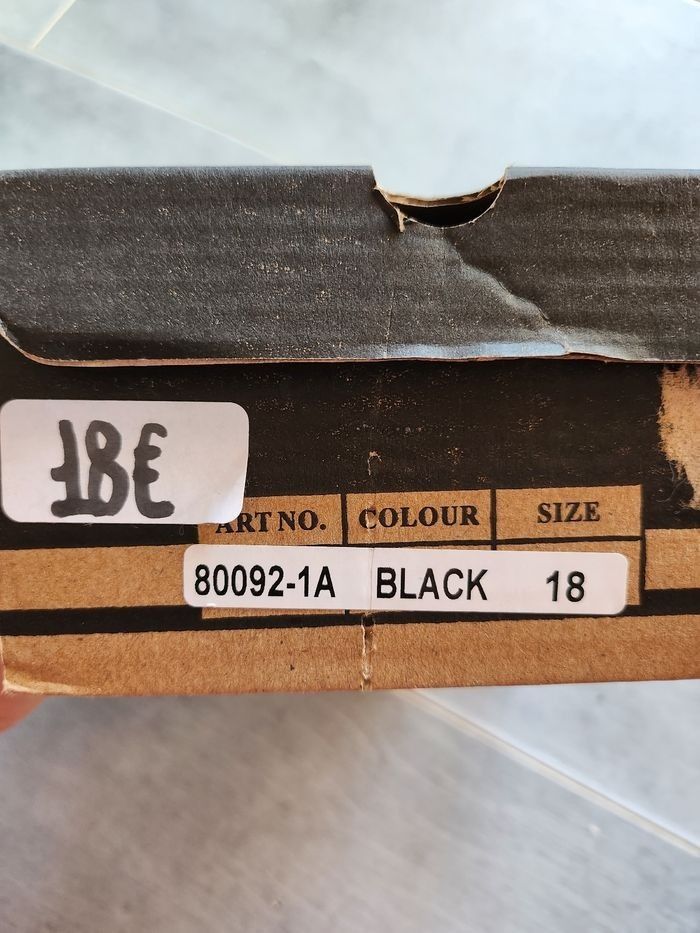 18€
ART NO. COLOUR SIZE
80092-1A BLACK 18